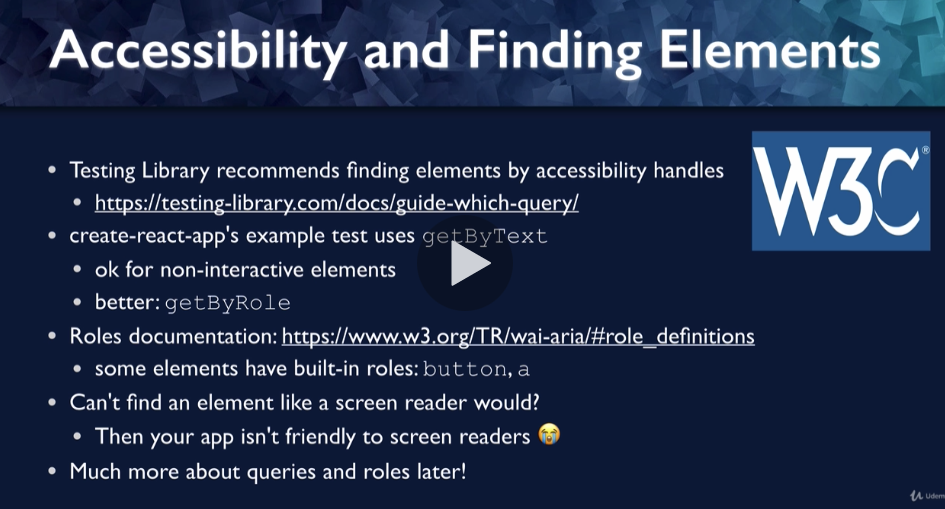 Accessibility and Finding Elements
• Testing Library recommends finding elements by accessibility handles
• https://testing-library.com/docs/guide-which-query/
• create-react-app's example test uses getByText
• ok for non-interactive elements
• better: getByRole
• Roles documentation: https://www.w3.org/TR/wai-aria/#role_definitions
• some elements have built-in roles: button, a
• Can't find an element like a screen reader would?
• Then your app isn't friendly to screen readers 😭
• Much more about queries and roles later!
W3C®